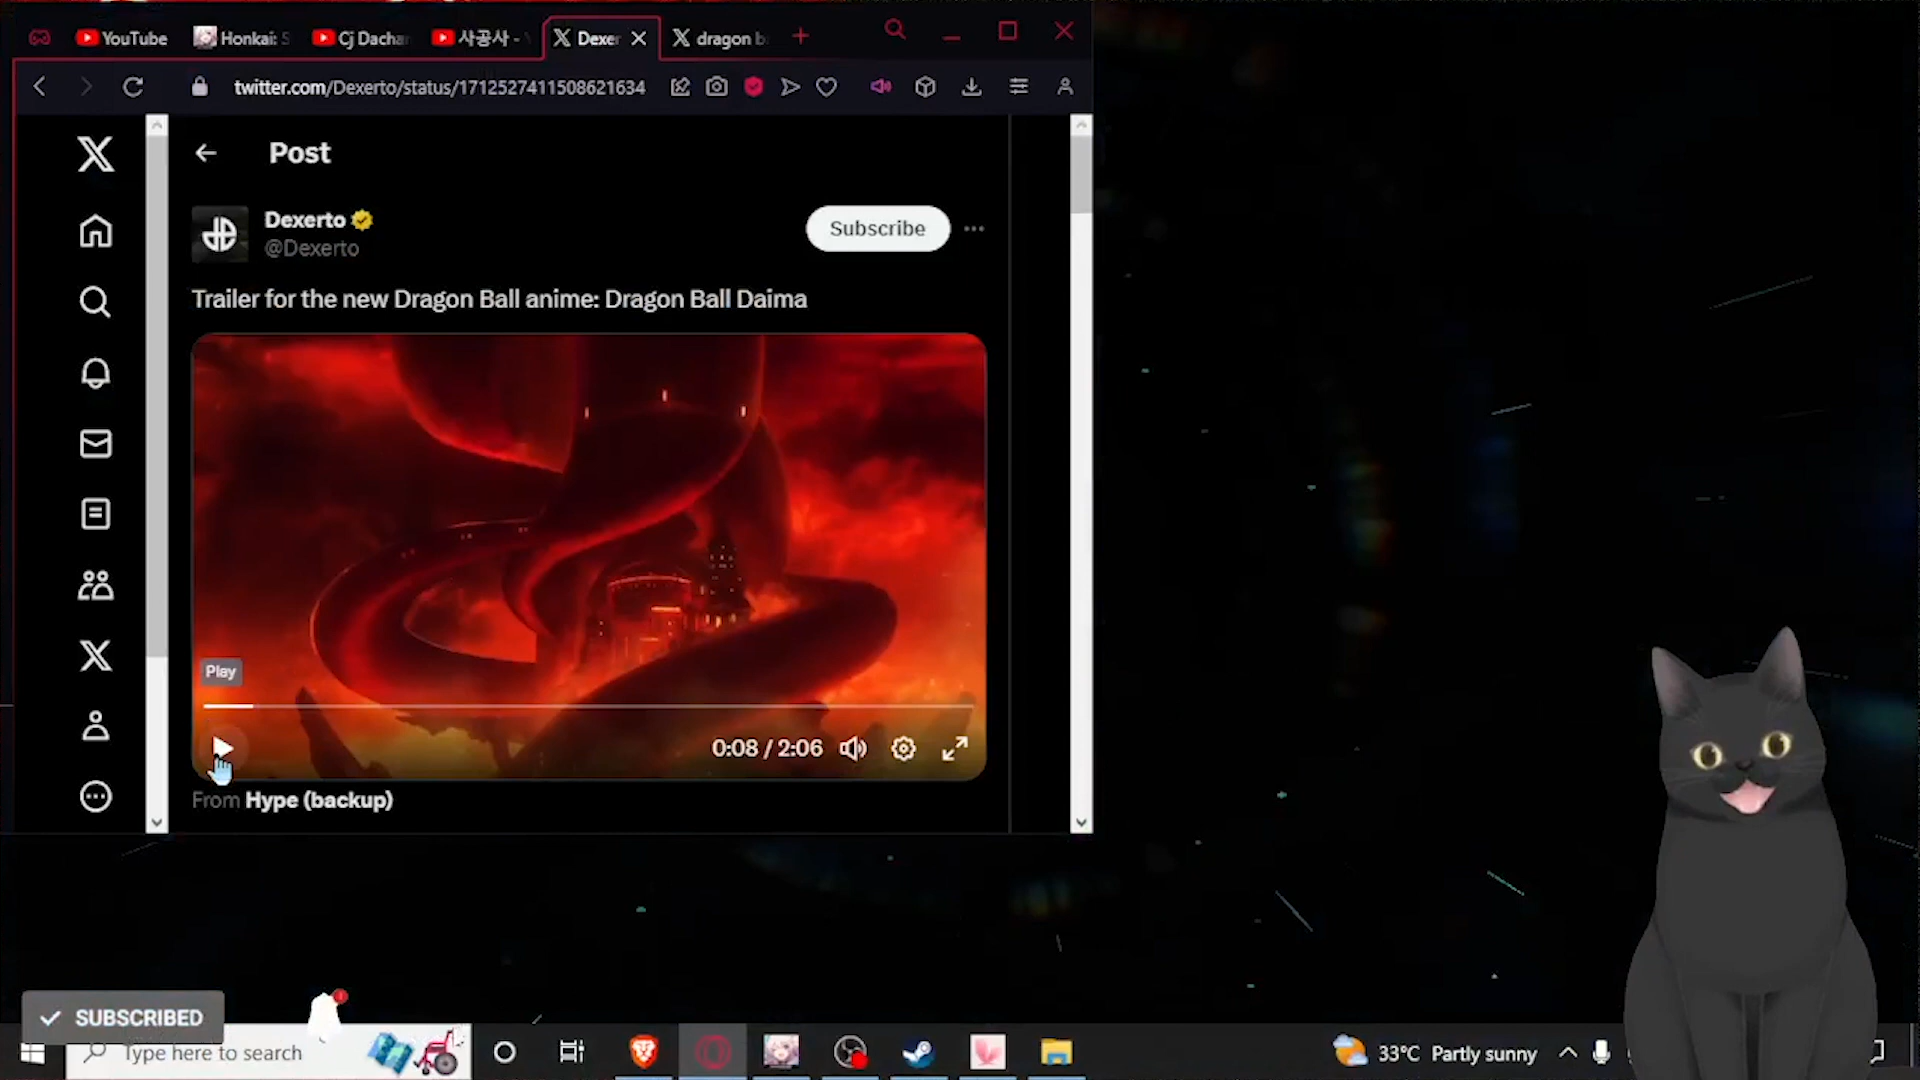 YouTube
Honkai: S
Cj Dachar
사공사 -
Dexer
dragon b
twitter.com/Dexerto/status/1712527411508621634
Post
Dexerto
@Dexerto
Subscribe
Trailer for the new Dragon Ball anime: Dragon Ball Daima
Play
0:08 / 2:06
From Hype (backup)
SUBSCRIBED
Type here to search
33°C Partly sunny